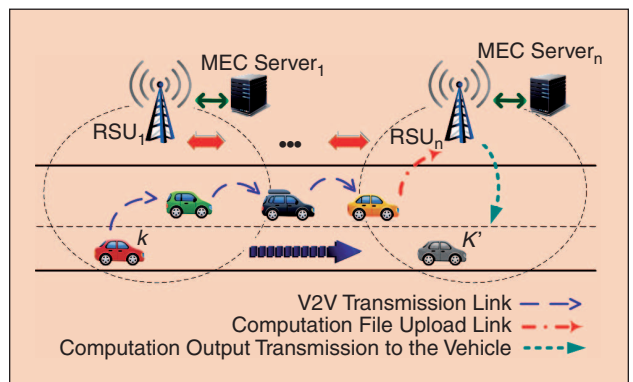 MEC Server1
MEC Servern
RSU1
•••
RSUn
k
K'
V2V Transmission Link
Computation File Upload Link
Computation Output Transmission to the Vehicle